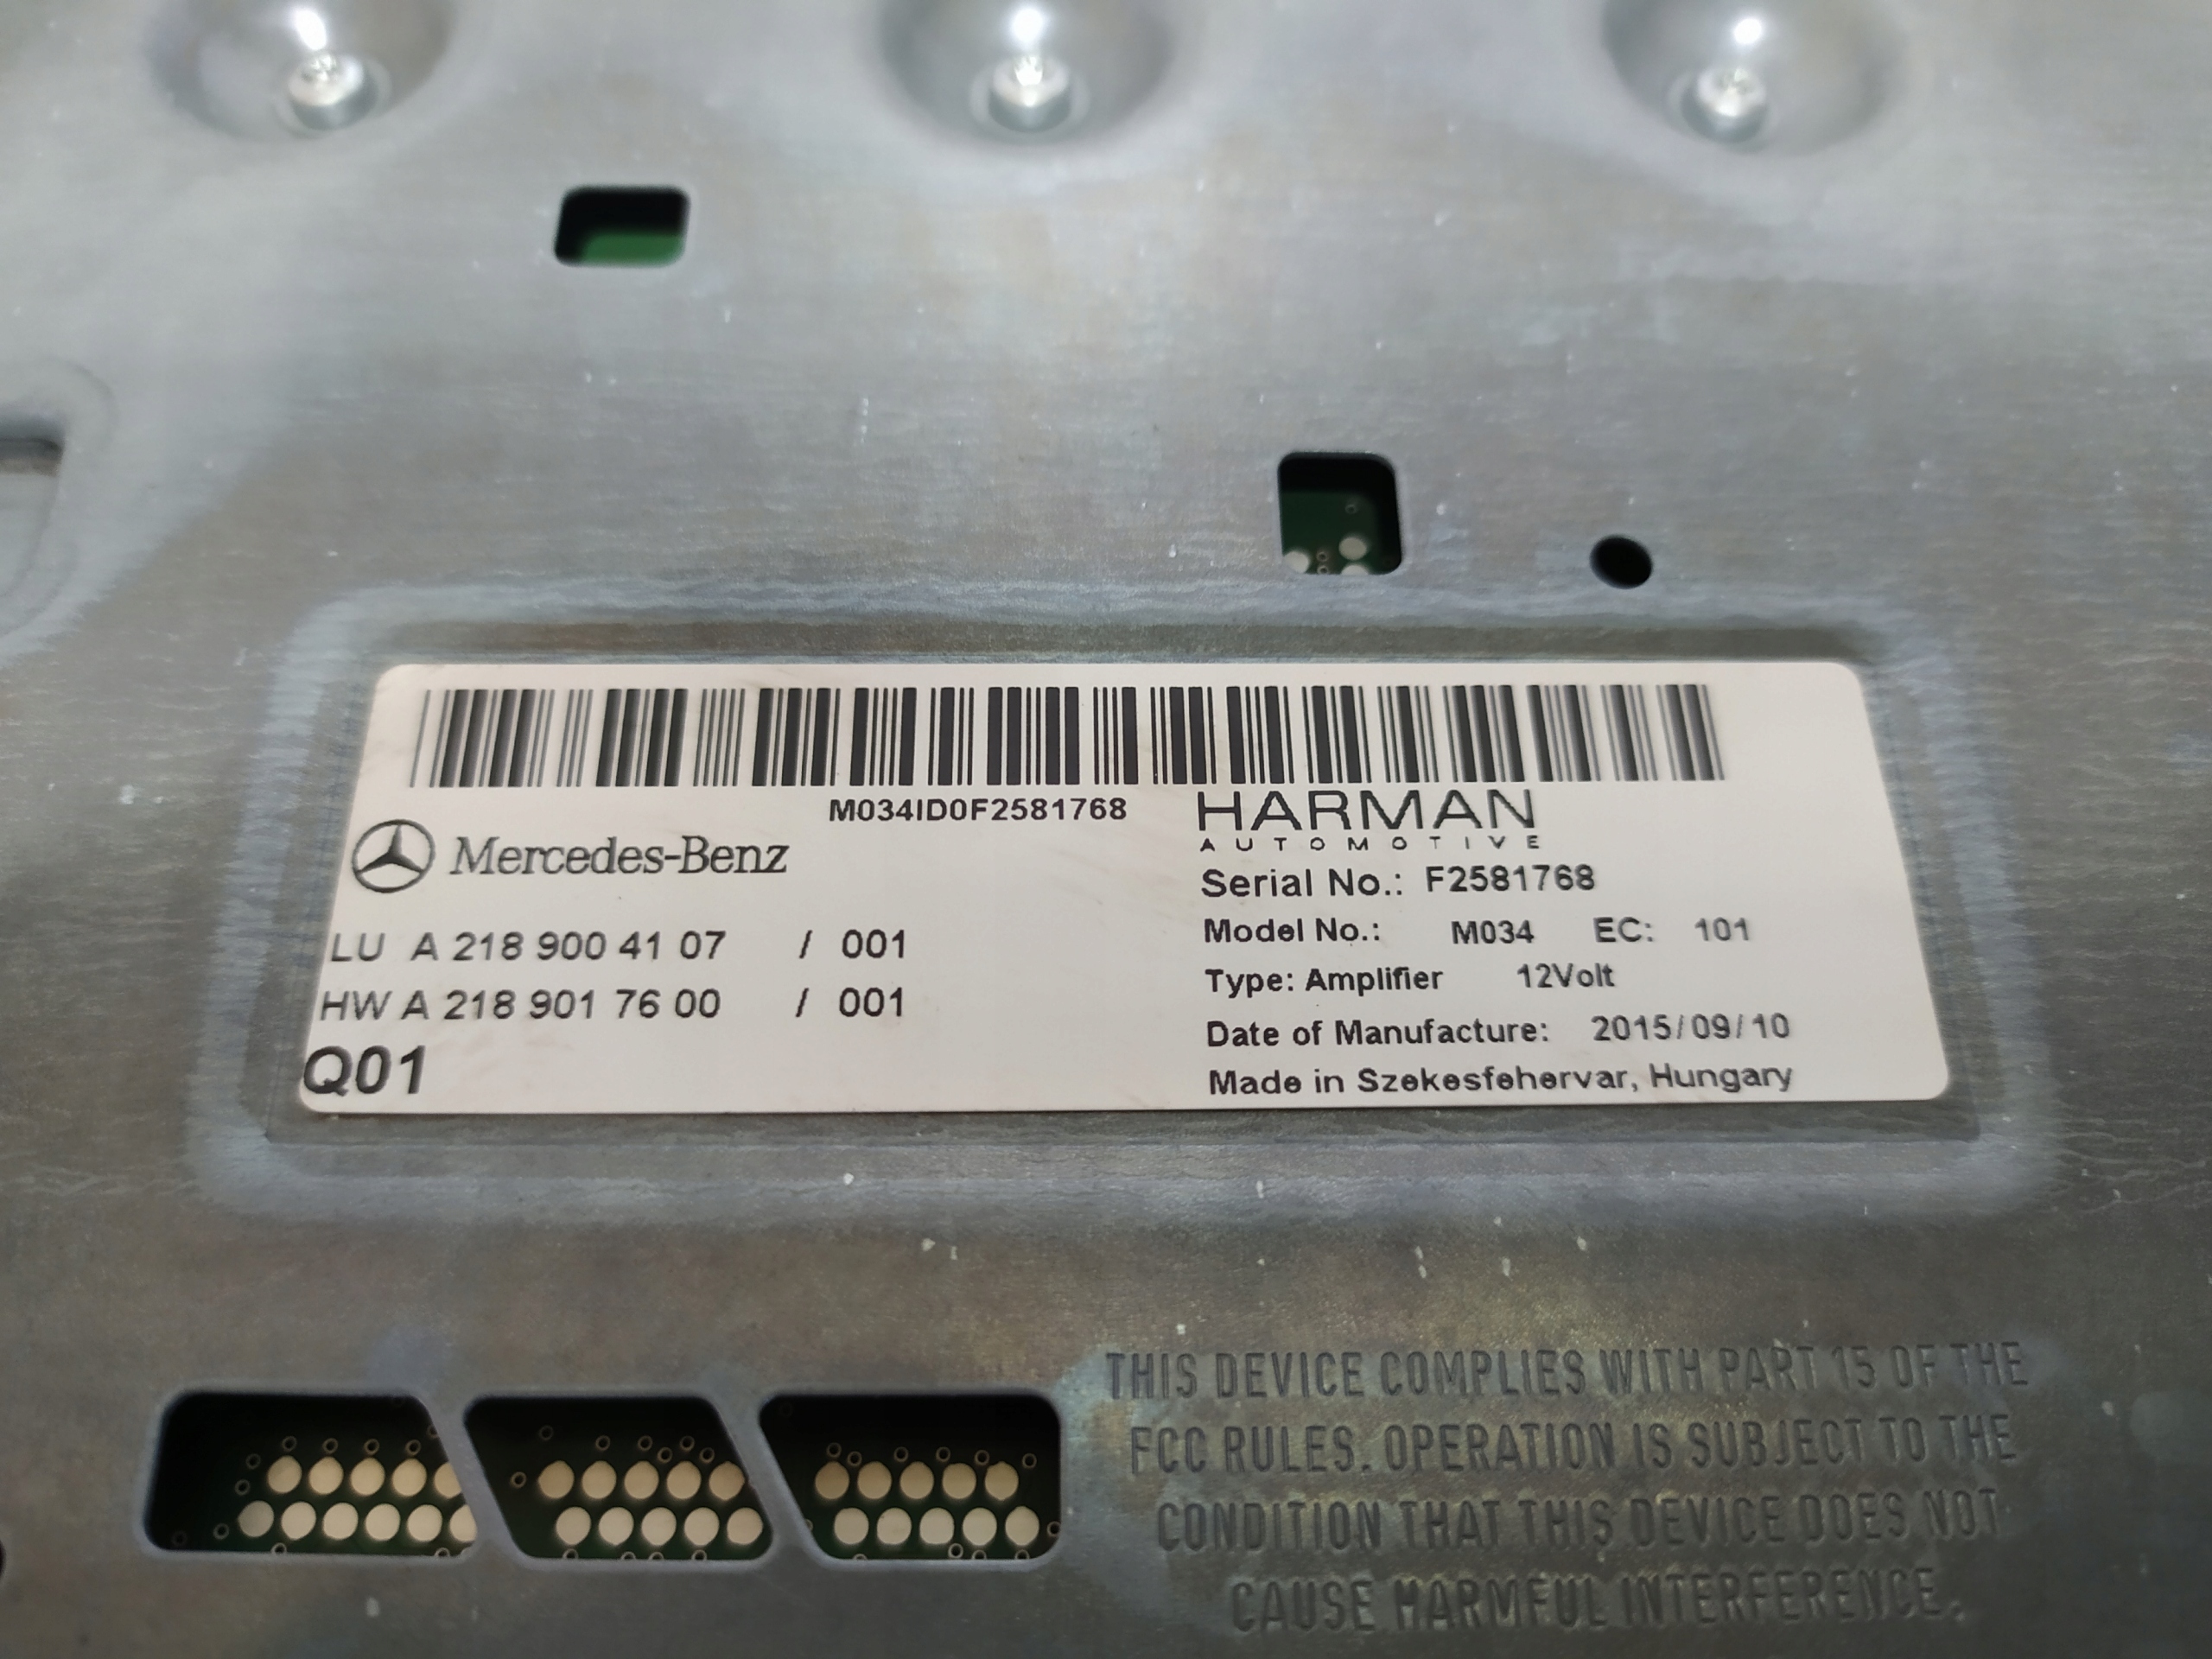 M034ID0F2581768
Mercedes-Benz
LU A 218 900 41 07 / 001
HW A 218 901 76 00 / 001
Q01
HARMAN
AUTOMOTIVE
Serial No.: F2581768
Model No.: M034 EC: 101
Type: Amplifier 12Volt
Date of Manufacture: 2015/09/10
Made in Szekesfehervar, Hungary
THIS DEVICE COMPLIES WITH PART 15 OF THE
FCC RULES. OPERATION IS SUBJECT TO THE
CONDITION THAT THIS DEVICE DOES NOT
CAUSE HARMFUL INTERFERENCE.